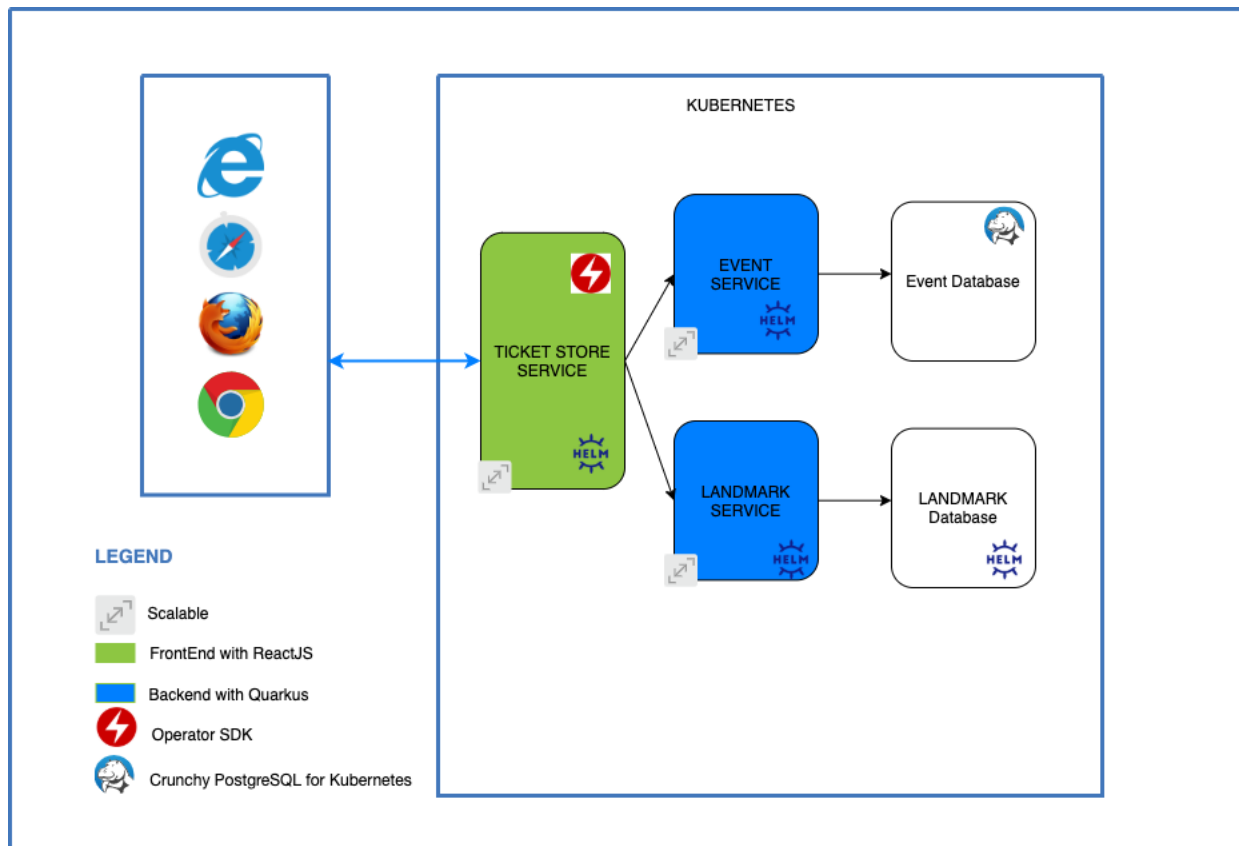 KUBERNETES
EVENT
SERVICE
HELM
Event Database
TICKET STORE
SERVICE
HELM
LANDMARK
SERVICE
HELM
LANDMARK
Database
HELM
LEGEND
Scalable
FrontEnd with ReactJS
Backend with Quarkus
Operator SDK
Crunchy PostgreSQL for Kubernetes